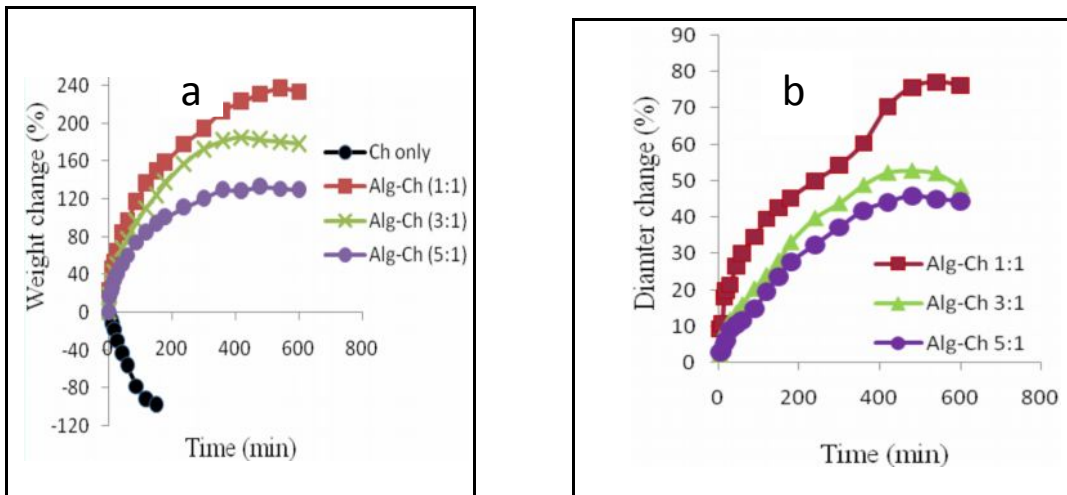 a
240
200
160
120
80
40
0
-40
-80
-120
0
200
400
600
800
Weight change (%)
Time (min)
Ch only
Alg-Ch (1:1)
Alg-Ch (3:1)
Alg-Ch (5:1)
b
90
80
70
60
50
40
30
20
10
0
0
200
400
600
800
Diamter change (%)
Time (min)
Alg-Ch 1:1
Alg-Ch 3:1
Alg-Ch 5:1